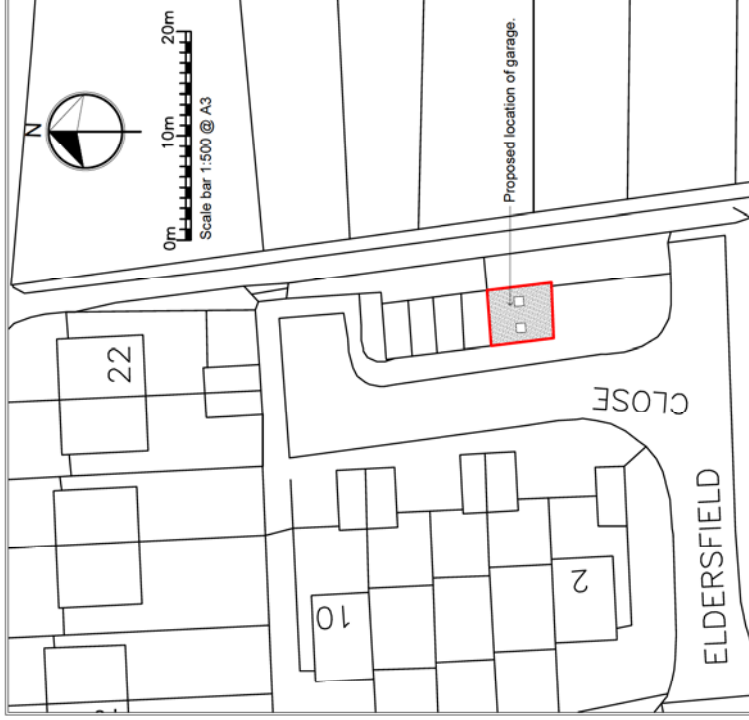 N
0m 10m 20m
Scale bar 1:500 @ A3
Proposed location of garage.
22
CLOSE
ELDERSFIELD
10
2